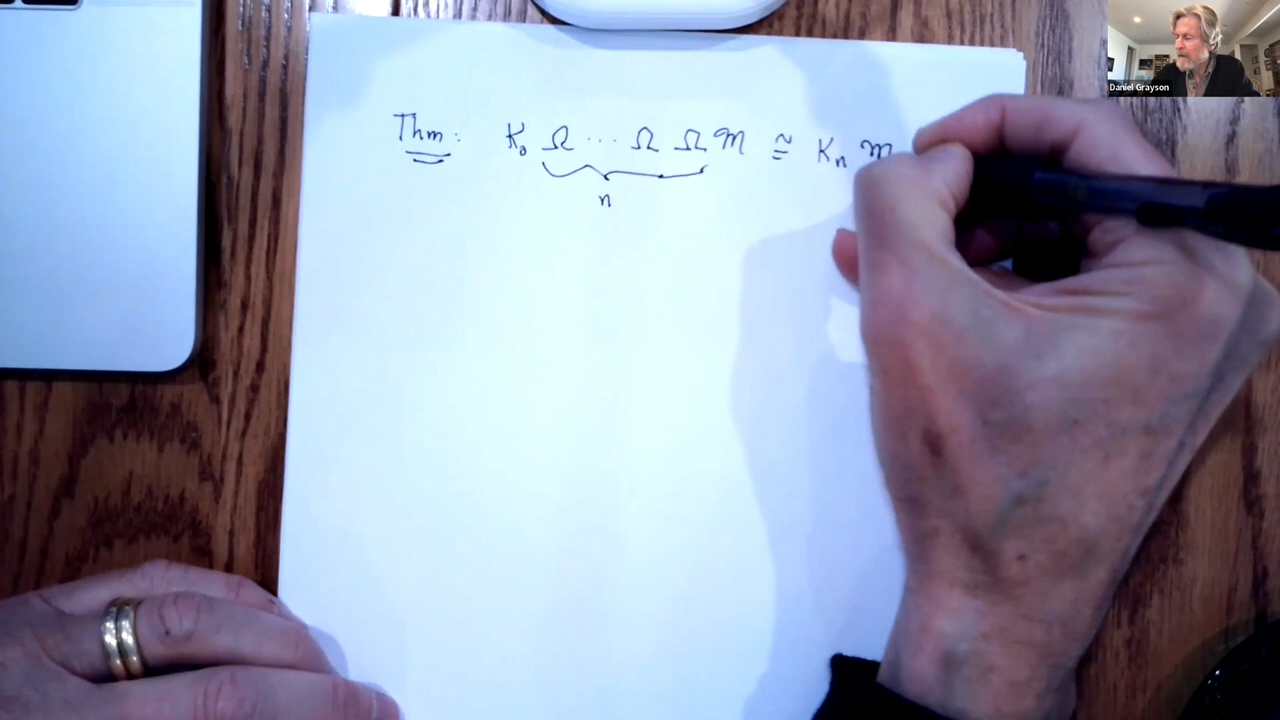 Thm: K₀ Ω ... Ω Ω 𝓜 ≅ Kₙ 𝓜
n
Daniel Grayson